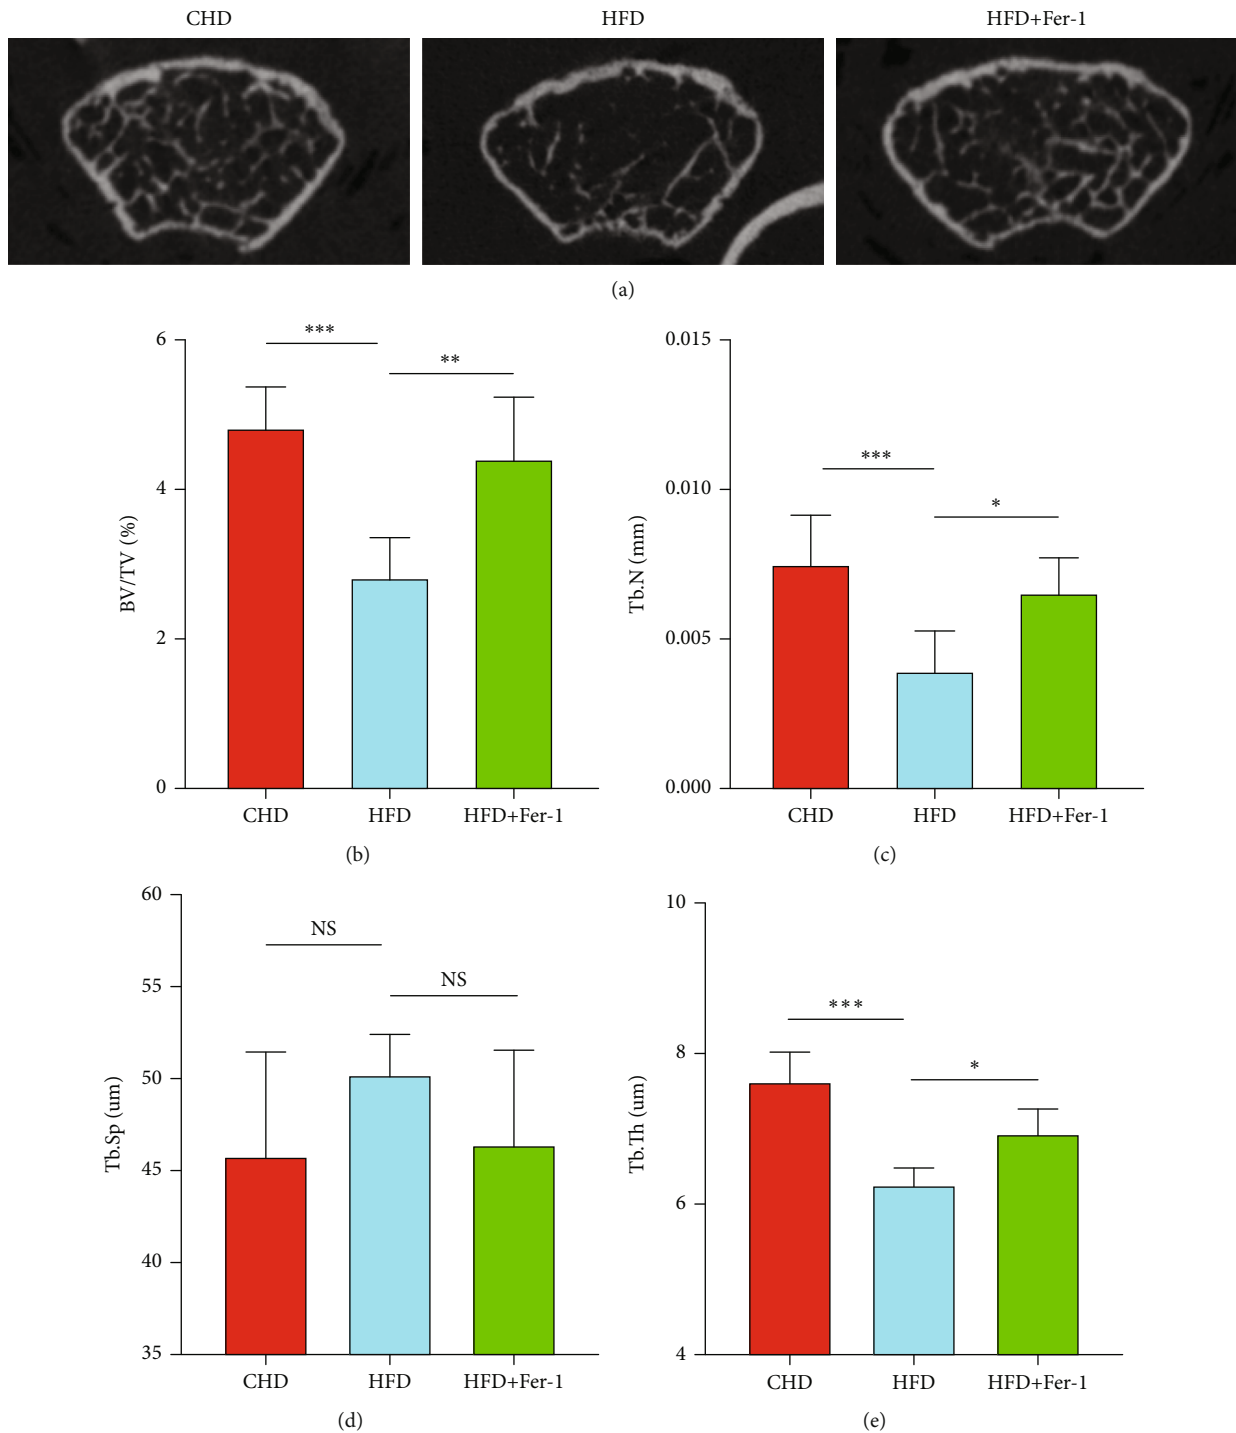 CHD HFD HFD+Fer-1
(a)
BV/TV (%)
6
4
2
0
***
**
CHD HFD HFD+Fer-1
(b)
Tb.N (mm)
0.015
0.010
0.005
0.000
***
*
CHD HFD HFD+Fer-1
(c)
Tb.Sp (um)
60
55
50
45
40
35
NS
NS
CHD HFD HFD+Fer-1
(d)
Tb.Th (um)
10
8
6
4
***
*
CHD HFD HFD+Fer-1
(e)